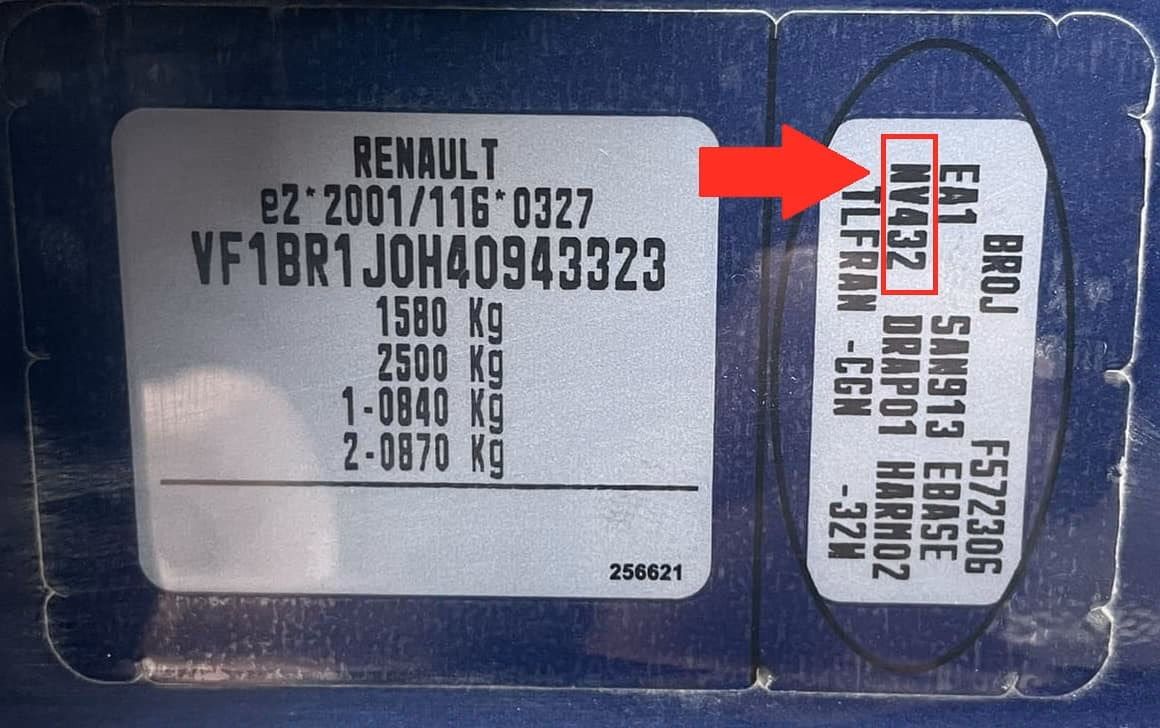 RENAULT
e2*2001/116*0327
VF1BR1J0H40943323
1580 Kg
2500 Kg
1-0840 Kg
2-0870 Kg
256621
BROJ F572306
EA1 SAN913 EBASE
NV432 DRAP01 HARM02
TLFRAN -CGN -32W